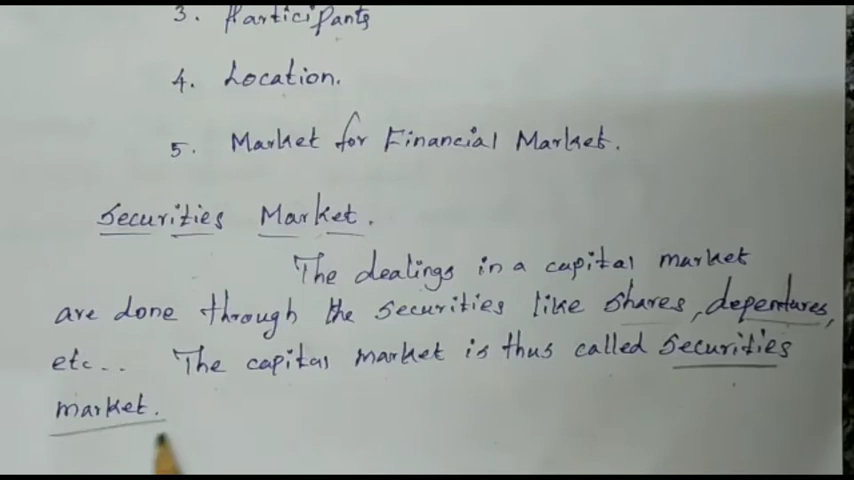 3. Participants
4. Location.
5. Market for Financial Market.
Securities Market.
The dealings in a capital market
are done through the securities like shares, depentures,
etc... The capital market is thus called securities
market.